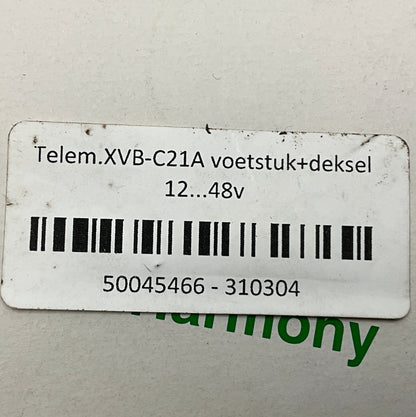 Telem.XVB-C21A voetstuk+deksel
12...48v
50045466 - 310304
Harmony